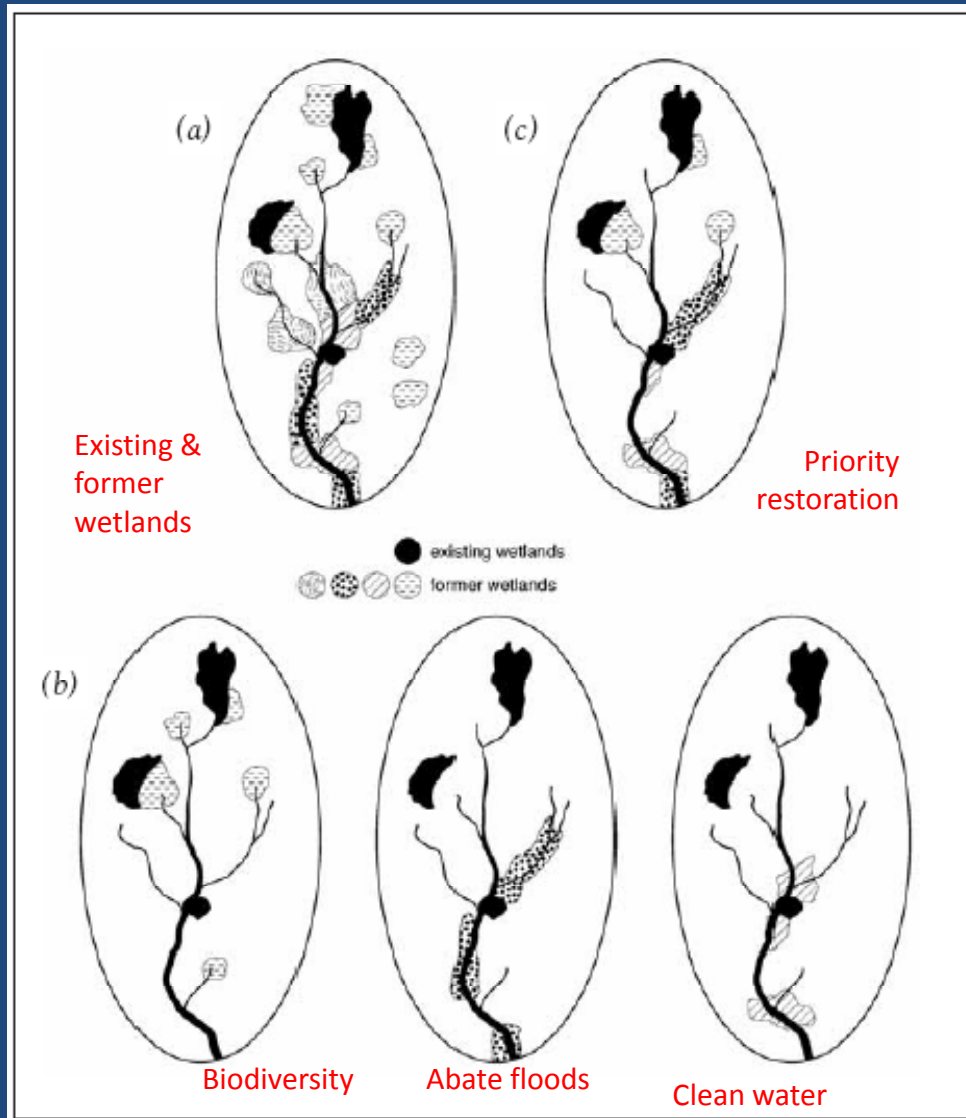 (a)
(c)
Existing &
former
wetlands
Priority
restoration
existing wetlands
former wetlands
(b)
Biodiversity
Abate floods
Clean water